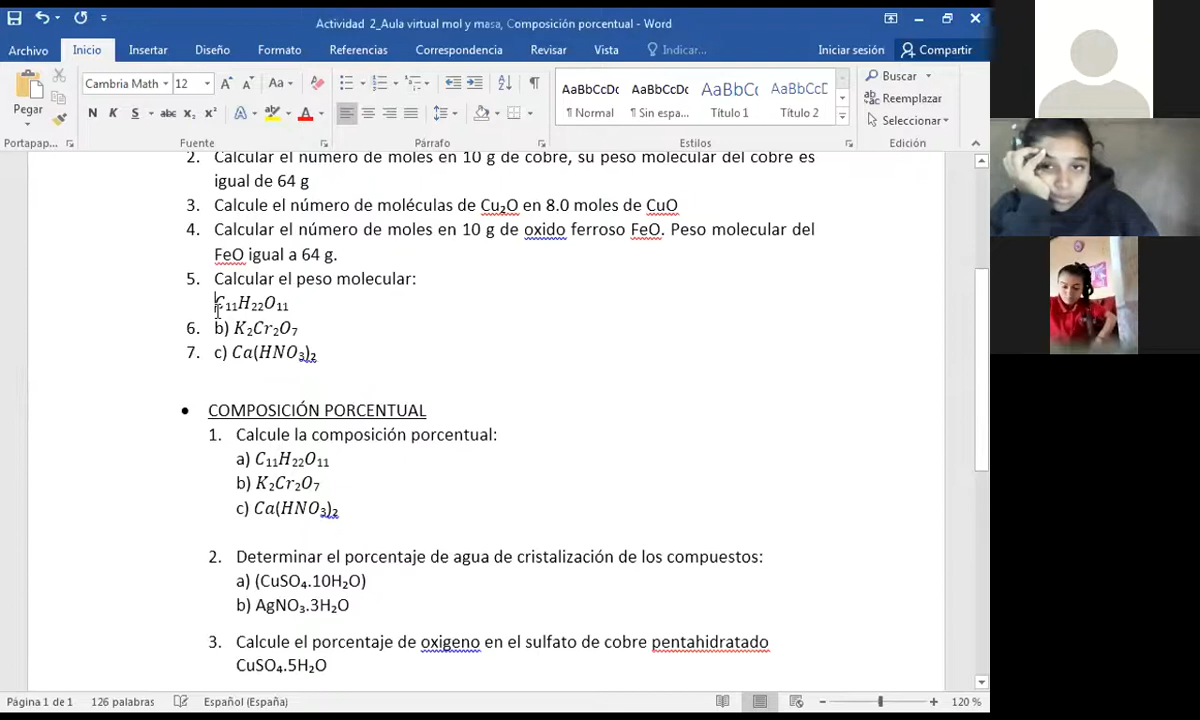 Actividad 2_Aula virtual mol y masa, Composición porcentual - Word
Archivo Inicio Insertar Diseño Formato Referencias Correspondencia Revisar Vista Indicar... Iniciar sesión Compartir
Pegar
Cambria Math 12
N K S abc x₂ x²
AaBbCcDc AaBbCcDc AaBbCc AaBbCcD
¶ Normal ¶ Sin espa... Título 1 Título 2
Buscar
Reemplazar
Seleccionar
Portapap... Fuente Párrafo Estilos Edición
2. Calcular el número de moles en 10 g de cobre, su peso molecular del cobre es
igual de 64 g
3. Calcule el número de moléculas de Cu₂O en 8.0 moles de CuO
4. Calcular el número de moles en 10 g de oxido ferroso FeO. Peso molecular del
FeO igual a 64 g.
5. Calcular el peso molecular:
C₁₁H₂₂O₁₁
6. b) K₂Cr₂O₇
7. c) Ca(HNO₃)₂
• COMPOSICIÓN PORCENTUAL
1. Calcule la composición porcentual:
a) C₁₁H₂₂O₁₁
b) K₂Cr₂O₇
c) Ca(HNO₃)₂
2. Determinar el porcentaje de agua de cristalización de los compuestos:
a) (CuSO₄.10H₂O)
b) AgNO₃.3H₂O
3. Calcule el porcentaje de oxigeno en el sulfato de cobre pentahidratado
CuSO₄.5H₂O
Página 1 de 1 126 palabras Español (España) 120 %